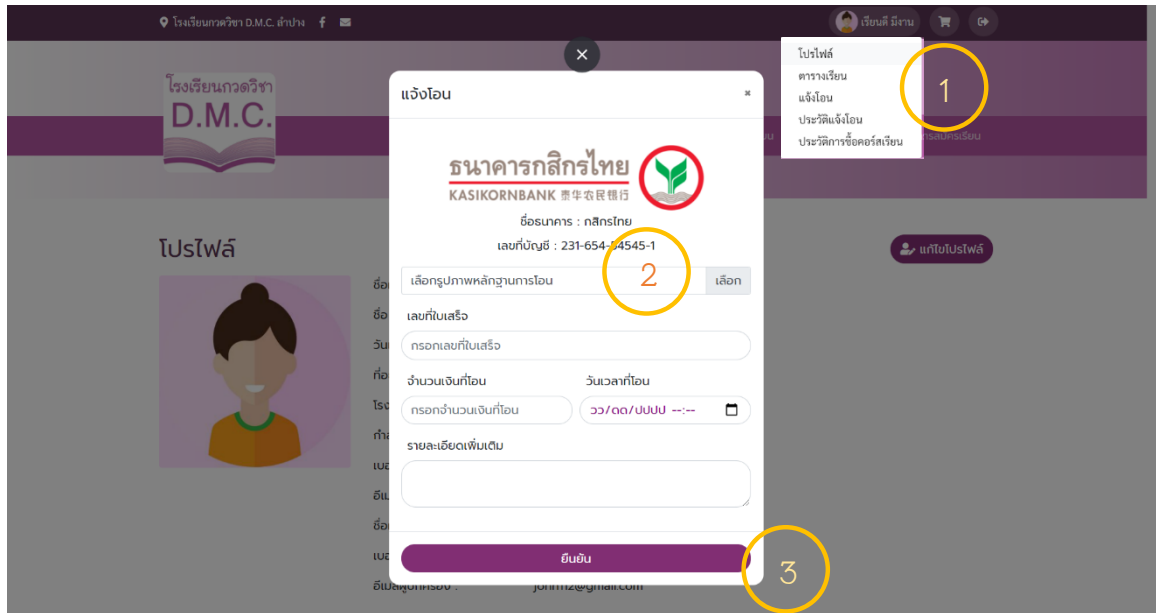 โรงเรียนกวดวิชา D.M.C. ลำปาง
เรียนดี มีงาน
โปรไฟล์
ตารางเรียน
แจ้งโอน
ประวัติแจ้งโอน
ประวัติการซื้อคอร์สเรียน
1
โรงเรียนกวดวิชา
D.M.C.
แจ้งโอน
ธนาคารกสิกรไทย
KASIKORNBANK 泰华农民银行
ชื่อธนาคาร : กสิกรไทย
เลขที่บัญชี : 231-654-54545-1
โปรไฟล์
แก้ไขโปรไฟล์
เลือกรูปภาพหลักฐานการโอน
2
เลือก
เลขที่ใบเสร็จ
กรอกเลขที่ใบเสร็จ
จำนวนเงินที่โอน วันเวลาที่โอน
กรอกจำนวนเงินที่โอน วว/ดด/ปปปป --:--
รายละเอียดเพิ่มเติม
ยืนยัน
3